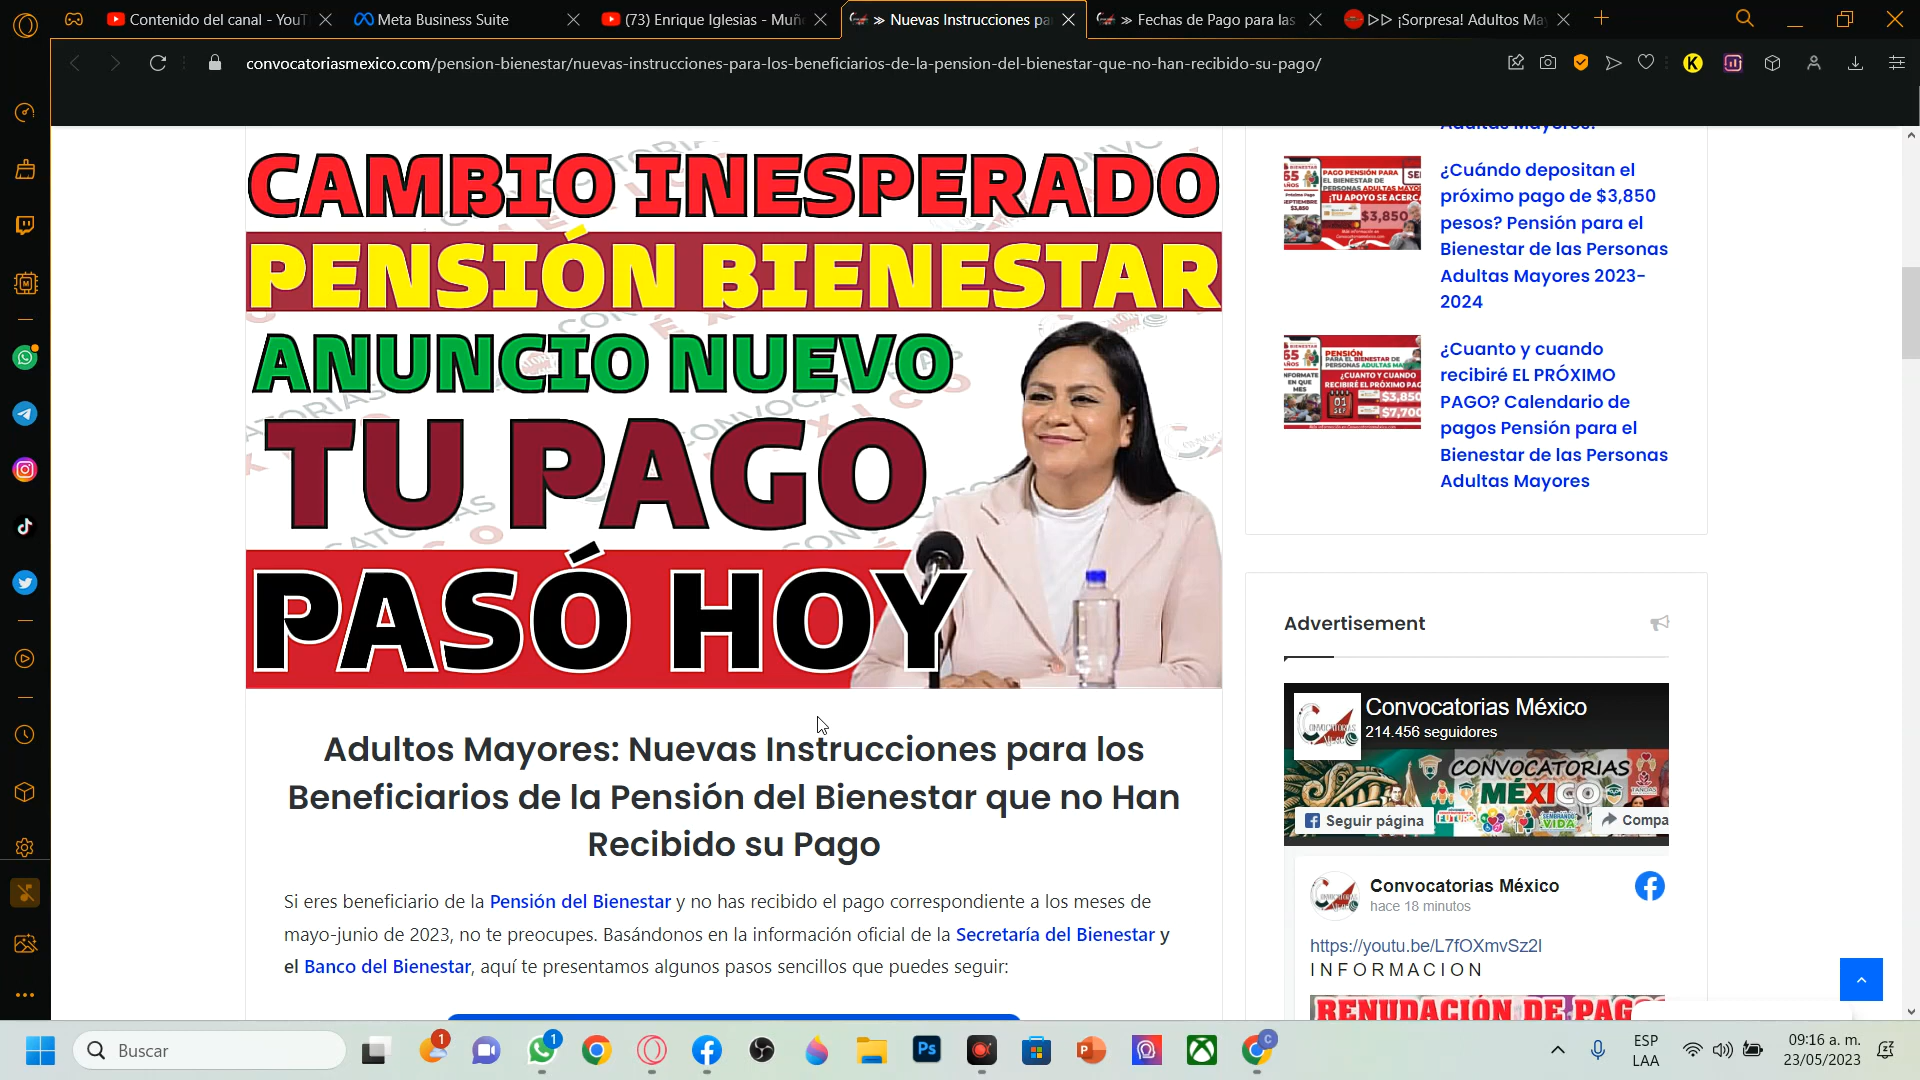 Contenido del canal - YouT
Meta Business Suite
(73) Enrique Iglesias - Muñ
» Nuevas Instrucciones pa
» Fechas de Pago para las
▷▷ ¡Sorpresa! Adultos Ma
convocatoriasmexico.com/pension-bienestar/nuevas-instrucciones-para-los-beneficiarios-de-la-pension-del-bienestar-que-no-han-recibido-su-pago/
CAMBIO INESPERADO
PENSIÓN BIENESTAR
ANUNCIO NUEVO
TU PAGO
PASÓ HOY
Adultos Mayores: Nuevas Instrucciones para los
Beneficiarios de la Pensión del Bienestar que no Han
Recibido su Pago
Si eres beneficiario de la Pensión del Bienestar y no has recibido el pago correspondiente a los meses de
mayo-junio de 2023, no te preocupes. Basándonos en la información oficial de la Secretaría del Bienestar y
el Banco del Bienestar, aquí te presentamos algunos pasos sencillos que puedes seguir:
Adultas Mayores!
¿Cuándo depositan el
próximo pago de $3,850
pesos? Pensión para el
Bienestar de las Personas
Adultas Mayores 2023-
2024
¿Cuanto y cuando
recibiré EL PRÓXIMO
PAGO? Calendario de
pagos Pensión para el
Bienestar de las Personas
Adultas Mayores
Advertisement
Convocatorias México
214.456 seguidores
CONVOCATORIAS
MÉXICO
Seguir página
Compa
Convocatorias México
hace 18 minutos
https://youtu.be/L7fOXmvSz2I
I N F O R M A C I O N
RENUDACIÓN DE PAG
Buscar
ESP
LAA
09:16 a. m.
23/05/2023